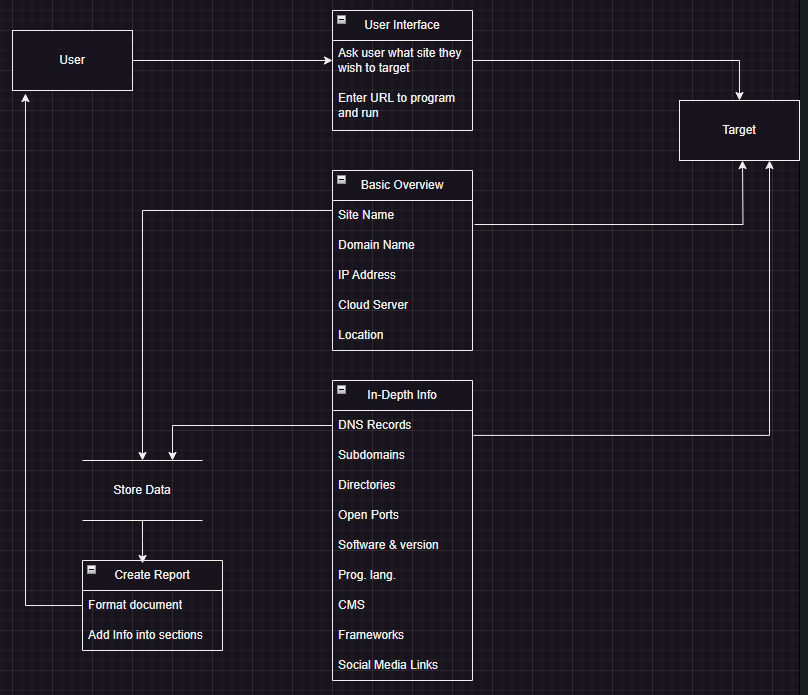 User
User Interface
Ask user what site they
wish to target
Enter URL to program
and run
Target
Basic Overview
Site Name
Domain Name
IP Address
Cloud Server
Location
In-Depth Info
DNS Records
Subdomains
Directories
Open Ports
Software & version
Prog. lang.
CMS
Frameworks
Social Media Links
Store Data
Create Report
Format document
Add Info into sections